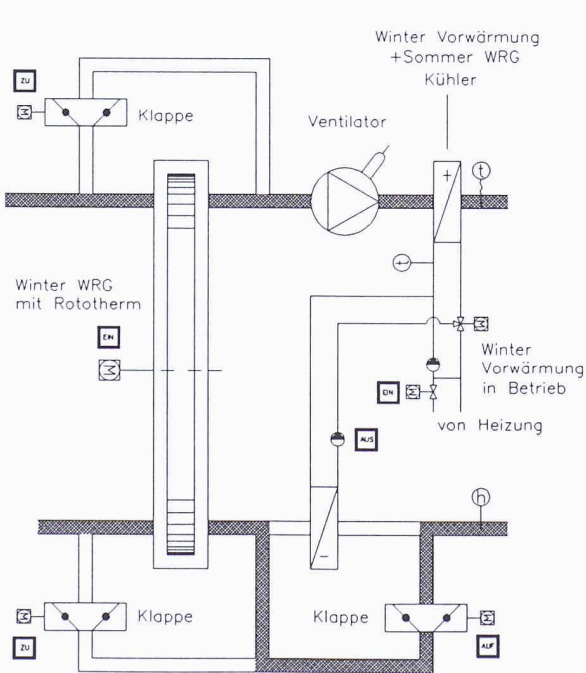 Winter Vorwärmung
+Sommer WRG
Kühler
ZU
M
Klappe
Ventilator
+
t
Winter WRG
mit Rototherm
EIN
M
t
M
Winter
Vorwärmung
in Betrieb
EIN
M
von Heizung
AUS
h
-
M
Klappe
ZU
Klappe
M
AUF